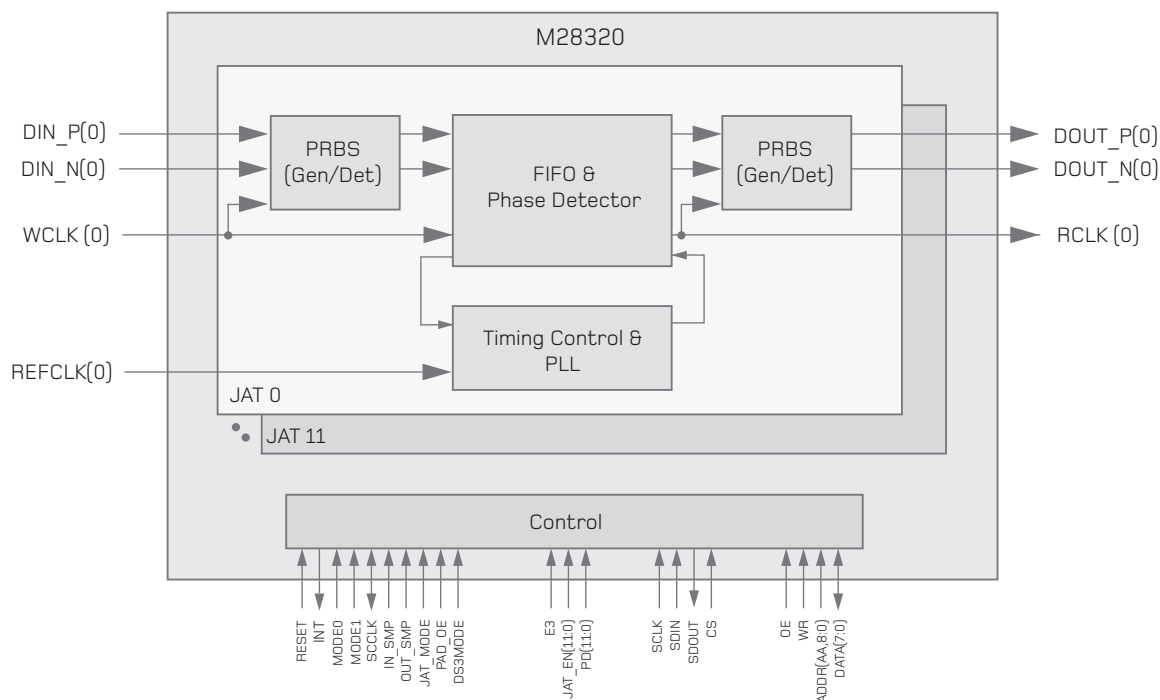 M28320
DIN_P(0)
DIN_N(0)
WCLK (0)
REFCLK(0)
PRBS
(Gen/Det)
FIFO &
Phase Detector
PRBS
(Gen/Det)
Timing Control &
PLL
DOUT_P(0)
DOUT_N(0)
RCLK (0)
JAT 0
JAT 11
Control
RESET
INT
MODE0
MODE1
SCCLK
IN_SMP
OUT_SMP
JAT_MODE
PAD_OE
DS3MODE
E3
JAT_EN(11:0)
PD(11:0)
SCLK
SDIN
SDOUT
CS
OE
WR
ADDR(AA,8:0)
DATA(7:0)